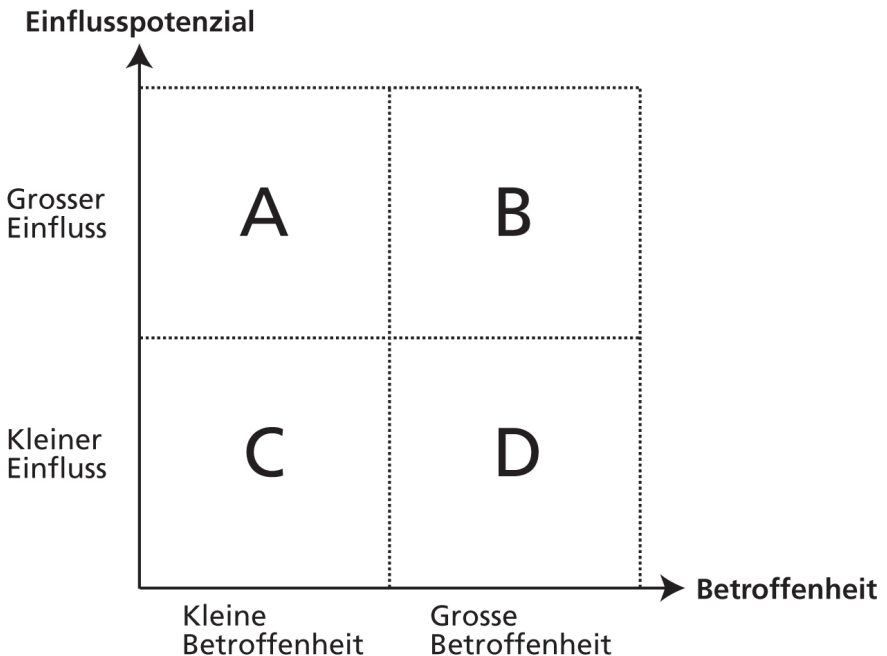 Einflusspotenzial
Grosser
Einfluss
A
B
Kleiner
Einfluss
C
D
Betroffenheit
Kleine
Betroffenheit
Grosse
Betroffenheit